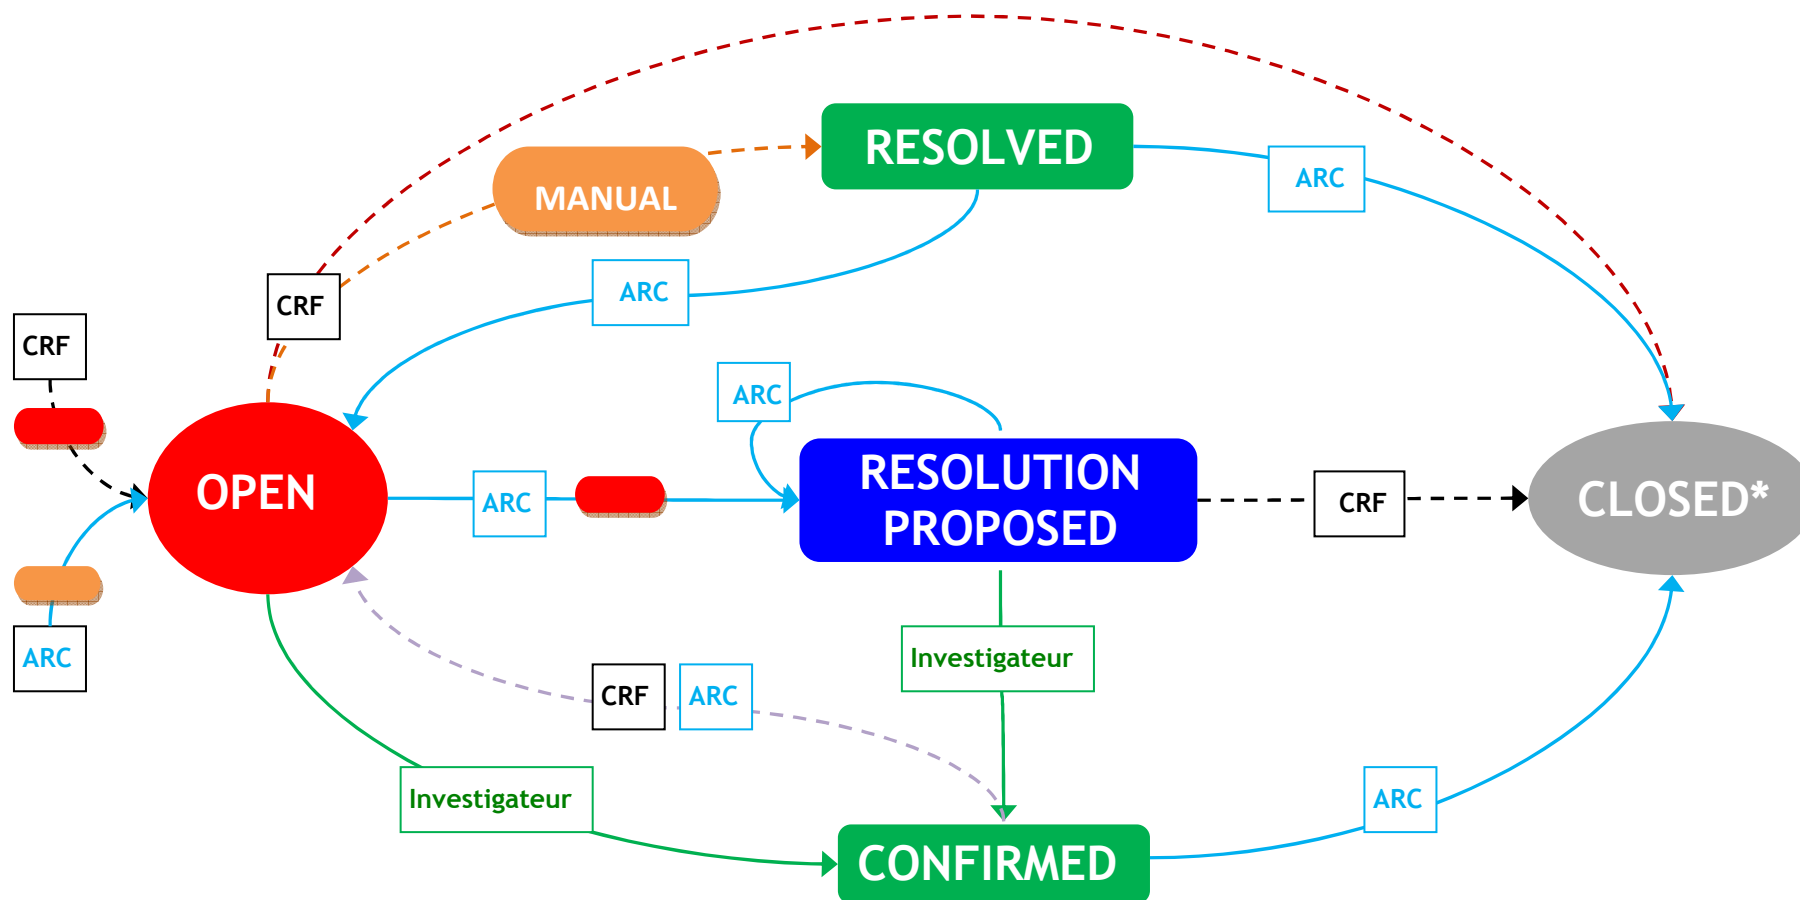 RESOLVED
ARC
MANUAL
ARC
CRF
CRF
ARC
RESOLUTION
PROPOSED
OPEN
ARC
CRF
CLOSED*
Investigateur
ARC
CRF
ARC
Investigateur
ARC
CONFIRMED